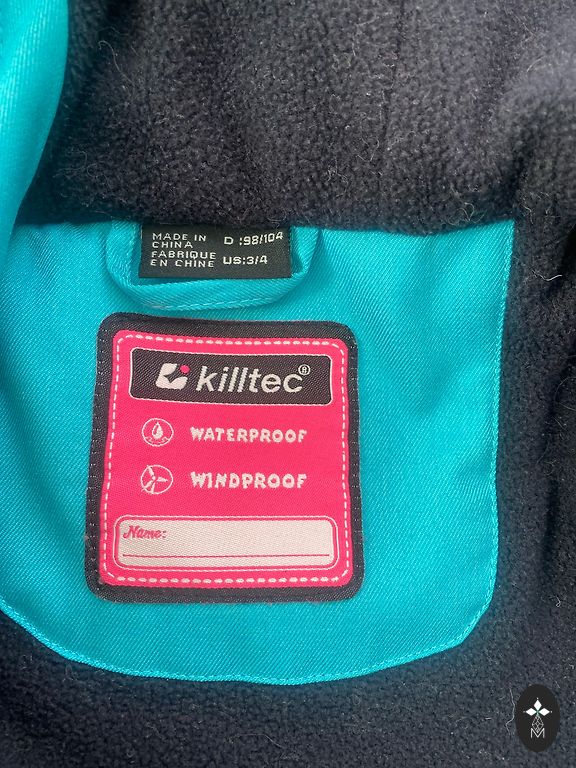 MADE IN
CHINA
FABRIQUE
EN CHINE
D :98/104
US:3/4
killtec®
WATERPROOF
WINDPROOF
Name:
M